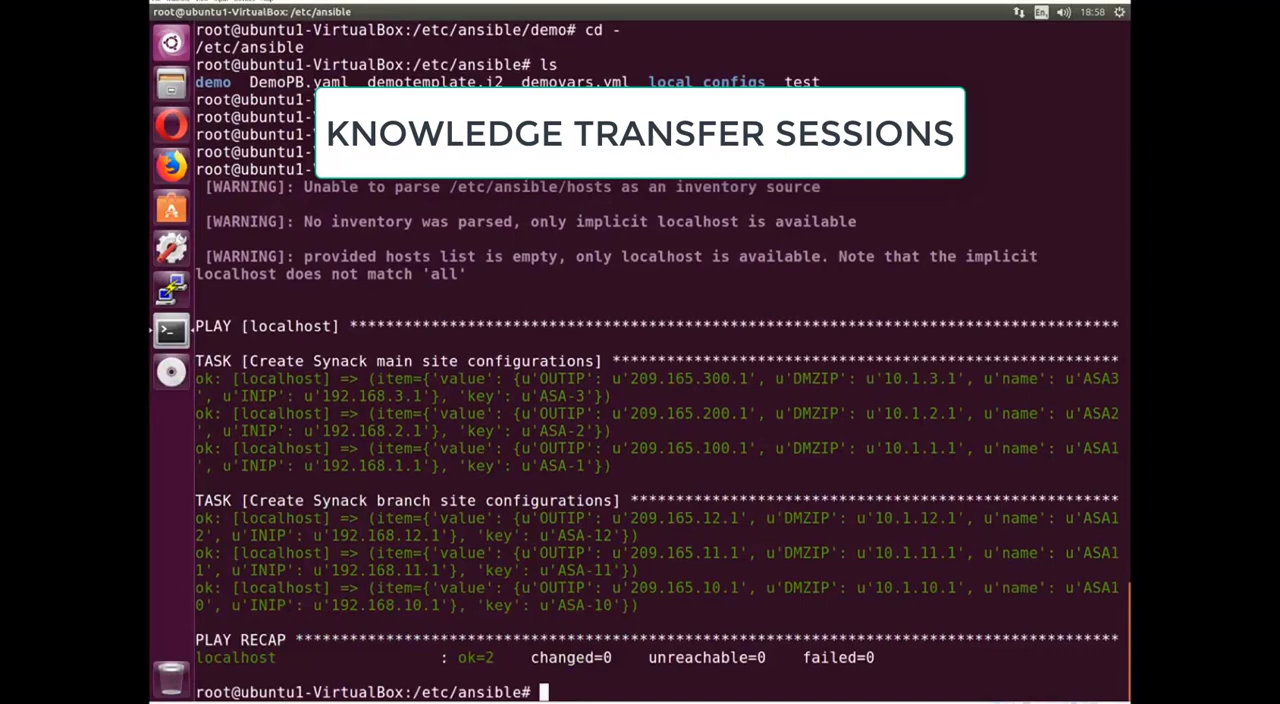 root@ubuntu1-VirtualBox: /etc/ansible
En
18:58
root@ubuntu1-VirtualBox:/etc/ansible/demo# cd -
/etc/ansible
root@ubuntu1-VirtualBox:/etc/ansible# ls
demo DemoPB.yaml demotemplate.j2 demovars.yml local_configs test
root@ubuntu1-
root@ubuntu1-
root@ubuntu1-
root@ubuntu1-
root@ubuntu1-
KNOWLEDGE TRANSFER SESSIONS
[WARNING]: Unable to parse /etc/ansible/hosts as an inventory source
[WARNING]: No inventory was parsed, only implicit localhost is available
[WARNING]: provided hosts list is empty, only localhost is available. Note that the implicit
localhost does not match 'all'
PLAY [localhost] *************************************************************************************
TASK [Create Synack main site configurations] ********************************************************
ok: [localhost] => (item={'value': {u'OUTIP': u'209.165.300.1', u'DMZIP': u'10.1.3.1', u'name': u'ASA3
', u'INIP': u'192.168.3.1'}, 'key': u'ASA-3'})
ok: [localhost] => (item={'value': {u'OUTIP': u'209.165.200.1', u'DMZIP': u'10.1.2.1', u'name': u'ASA2
', u'INIP': u'192.168.2.1'}, 'key': u'ASA-2'})
ok: [localhost] => (item={'value': {u'OUTIP': u'209.165.100.1', u'DMZIP': u'10.1.1.1', u'name': u'ASA1
', u'INIP': u'192.168.1.1'}, 'key': u'ASA-1'})
TASK [Create Synack branch site configurations] ******************************************************
ok: [localhost] => (item={'value': {u'OUTIP': u'209.165.12.1', u'DMZIP': u'10.1.12.1', u'name': u'ASA1
2', u'INIP': u'192.168.12.1'}, 'key': u'ASA-12'})
ok: [localhost] => (item={'value': {u'OUTIP': u'209.165.11.1', u'DMZIP': u'10.1.11.1', u'name': u'ASA1
1', u'INIP': u'192.168.11.1'}, 'key': u'ASA-11'})
ok: [localhost] => (item={'value': {u'OUTIP': u'209.165.10.1', u'DMZIP': u'10.1.10.1', u'name': u'ASA1
0', u'INIP': u'192.168.10.1'}, 'key': u'ASA-10'})
PLAY RECAP *******************************************************************************************
localhost : ok=2 changed=0 unreachable=0 failed=0
root@ubuntu1-VirtualBox:/etc/ansible#